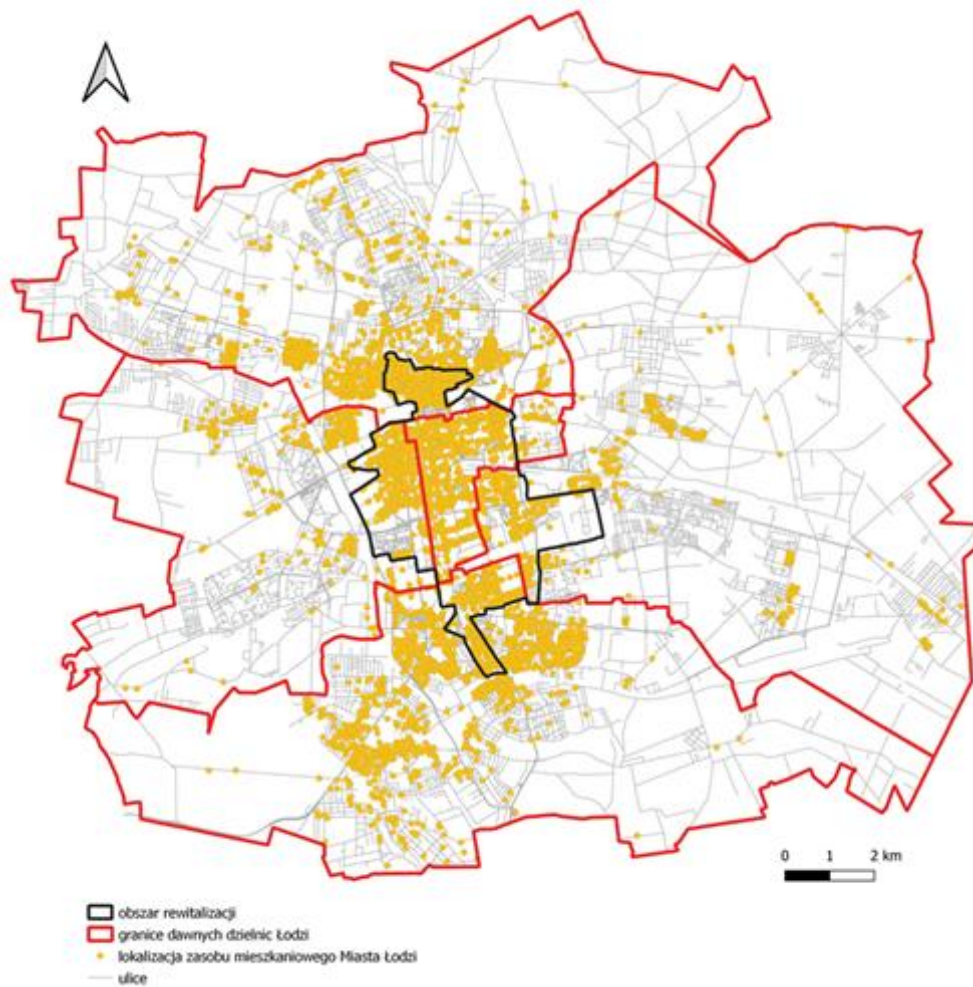 0 1 2 km
obszar rewitalizacji
granice dawnych dzielnic Łodzi
lokalizacja zasobu mieszkaniowego Miasta Łodzi
ulice